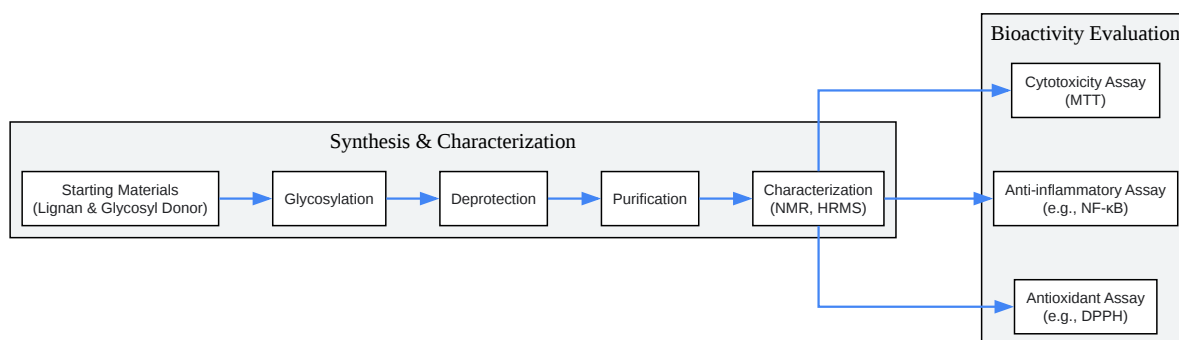 Synthesis & Characterization
Starting Materials
(Lignan & Glycosyl Donor)
Glycosylation
Deprotection
Purification
Characterization
(NMR, HRMS)
Bioactivity Evaluation
Cytotoxicity Assay
(MTT)
Anti-inflammatory Assay
(e.g., NF-κB)
Antioxidant Assay
(e.g., DPPH)